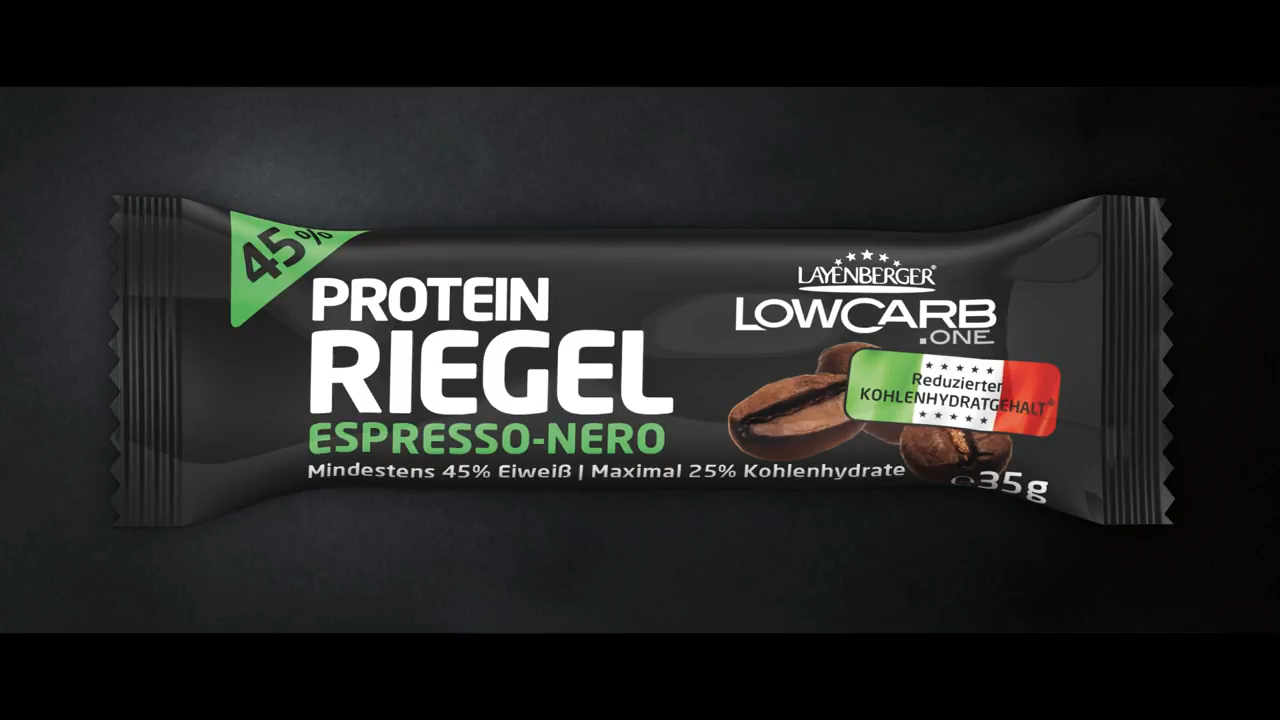 45%
PROTEIN
RIEGEL
ESPRESSO-NERO
Mindestens 45% Eiweiß | Maximal 25% Kohlenhydrate
LAYENBERGER®
LOWCARB
.ONE
Reduzierter
KOHLENHYDRATGEHALT*
℮35g